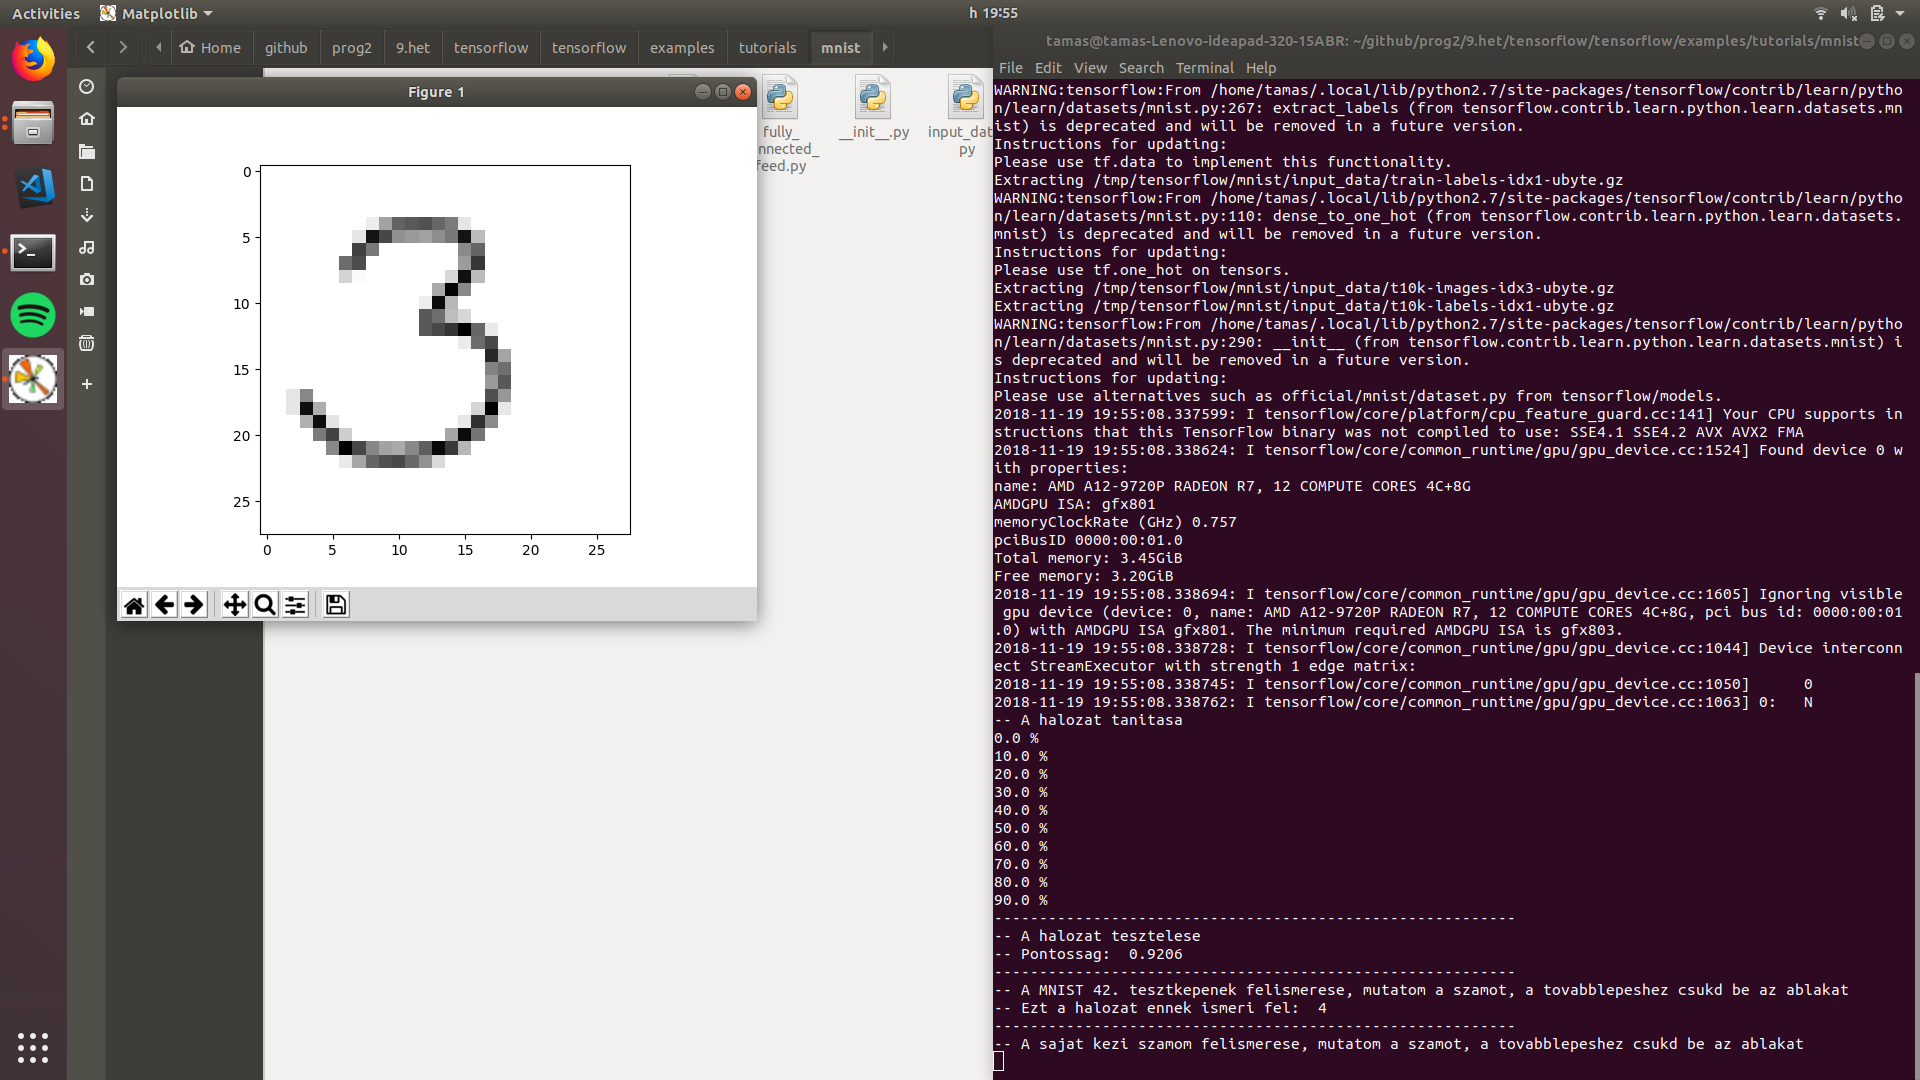 Activities
Matplotlib
h 19:55
Home
github
prog2
9.het
tensorflow
tensorflow
examples
tutorials
mnist
fully_
nnected_
feed.py
__init__.py
input_dat
py
Figure 1
0
5
10
15
20
25
0
5
10
15
20
25
tamas@tamas-Lenovo-ideapad-320-15ABR: ~/github/prog2/9.het/tensorflow/tensorflow/examples/tutorials/mnist
File Edit View Search Terminal Help
WARNING:tensorflow:From /home/tamas/.local/lib/python2.7/site-packages/tensorflow/contrib/learn/pytho
n/learn/datasets/mnist.py:267: extract_labels (from tensorflow.contrib.learn.python.learn.datasets.mn
ist) is deprecated and will be removed in a future version.
Instructions for updating:
Please use tf.data to implement this functionality.
Extracting /tmp/tensorflow/mnist/input_data/train-labels-idx1-ubyte.gz
WARNING:tensorflow:From /home/tamas/.local/lib/python2.7/site-packages/tensorflow/contrib/learn/pytho
n/learn/datasets/mnist.py:110: dense_to_one_hot (from tensorflow.contrib.learn.python.learn.datasets.
mnist) is deprecated and will be removed in a future version.
Instructions for updating:
Please use tf.one_hot on tensors.
Extracting /tmp/tensorflow/mnist/input_data/t10k-images-idx3-ubyte.gz
Extracting /tmp/tensorflow/mnist/input_data/t10k-labels-idx1-ubyte.gz
WARNING:tensorflow:From /home/tamas/.local/lib/python2.7/site-packages/tensorflow/contrib/learn/pytho
n/learn/datasets/mnist.py:290: __init__ (from tensorflow.contrib.learn.python.learn.datasets.mnist) i
s deprecated and will be removed in a future version.
Instructions for updating:
Please use alternatives such as official/mnist/dataset.py from tensorflow/models.
2018-11-19 19:55:08.337599: I tensorflow/core/platform/cpu_feature_guard.cc:141] Your CPU supports in
structions that this TensorFlow binary was not compiled to use: SSE4.1 SSE4.2 AVX AVX2 FMA
2018-11-19 19:55:08.338624: I tensorflow/core/common_runtime/gpu/gpu_device.cc:1524] Found device 0 w
ith properties:
name: AMD A12-9720P RADEON R7, 12 COMPUTE CORES 4C+8G
AMDGPU ISA: gfx801
memoryClockRate (GHz) 0.757
pciBusID 0000:00:01.0
Total memory: 3.45GiB
Free memory: 3.20GiB
2018-11-19 19:55:08.338694: I tensorflow/core/common_runtime/gpu/gpu_device.cc:1605] Ignoring visible
gpu device (device: 0, name: AMD A12-9720P RADEON R7, 12 COMPUTE CORES 4C+8G, pci bus id: 0000:00:01
.0) with AMDGPU ISA gfx801. The minimum required AMDGPU ISA is gfx803.
2018-11-19 19:55:08.338728: I tensorflow/core/common_runtime/gpu/gpu_device.cc:1044] Device interconn
ect StreamExecutor with strength 1 edge matrix:
2018-11-19 19:55:08.338745: I tensorflow/core/common_runtime/gpu/gpu_device.cc:1050]      0
2018-11-19 19:55:08.338762: I tensorflow/core/common_runtime/gpu/gpu_device.cc:1063] 0:   N
-- A halozat tanitasa
0.0 %
10.0 %
20.0 %
30.0 %
40.0 %
50.0 %
60.0 %
70.0 %
80.0 %
90.0 %
----------------------------------------------------------
-- A halozat tesztelese
-- Pontossag:  0.9206
----------------------------------------------------------
-- A MNIST 42. tesztkepenek felismerese, mutatom a szamot, a tovabblepeshez csukd be az ablakat
-- Ezt a halozat ennek ismeri fel:  4
----------------------------------------------------------
-- A sajat kezi szamom felismerese, mutatom a szamot, a tovabblepeshez csukd be az ablakat